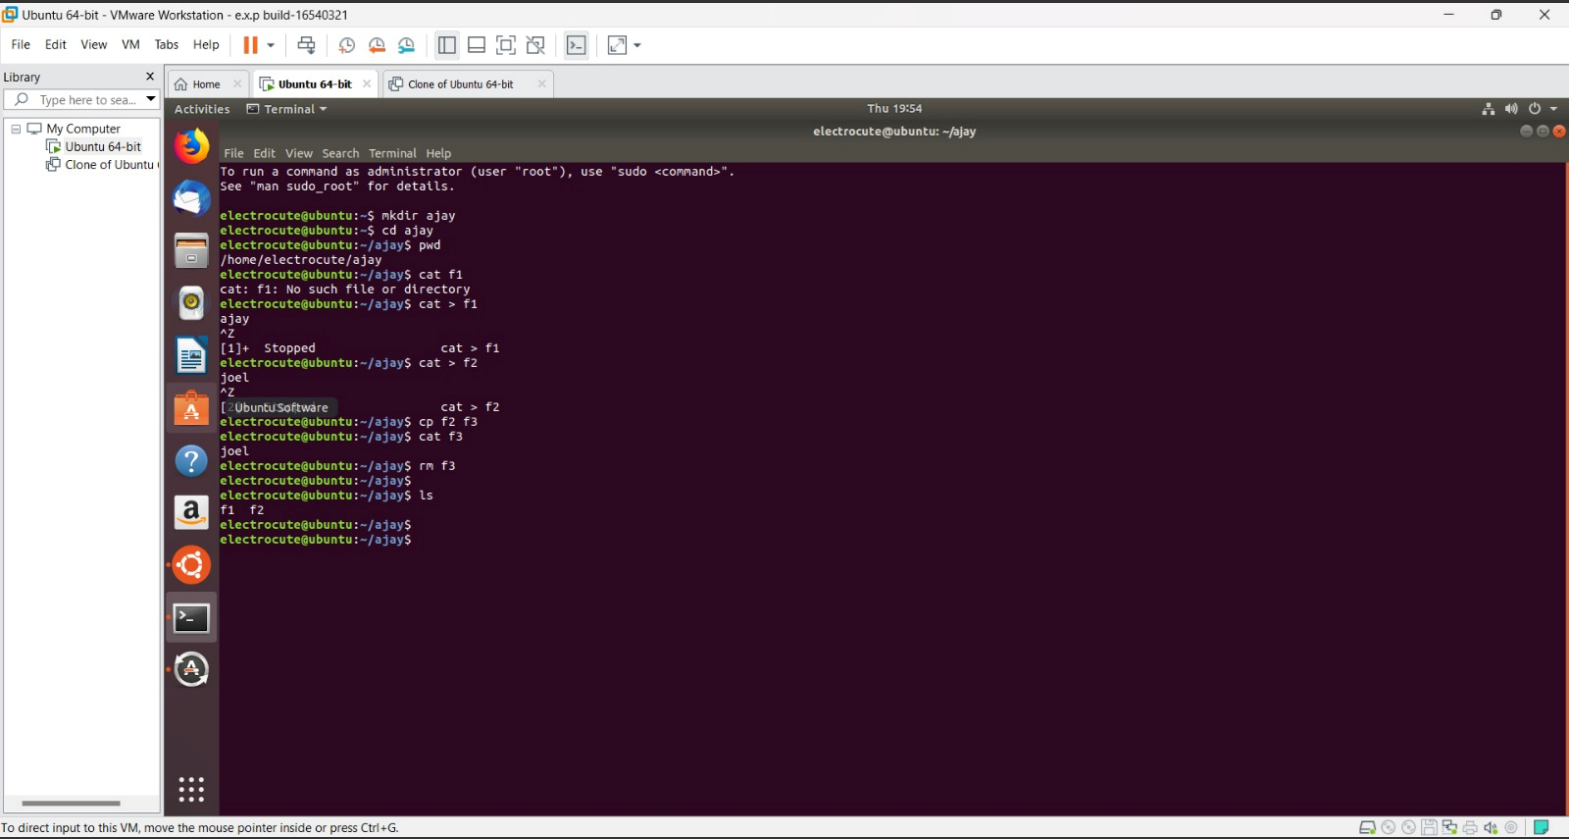 Ubuntu 64-bit - VMware Workstation - e.x.p build-16540321
File Edit View VM Tabs Help
Library X
Type here to sea...
My Computer
Ubuntu 64-bit
Clone of Ubuntu
Home
Ubuntu 64-bit
Clone of Ubuntu 64-bit
Activities Terminal Thu 19:54
electrocute@ubuntu: ~/ajay
File Edit View Search Terminal Help
To run a command as administrator (user "root"), use "sudo <command>".
See "man sudo_root" for details.
electrocute@ubuntu:~$ mkdir ajay
electrocute@ubuntu:~$ cd ajay
electrocute@ubuntu:~/ajay$ pwd
/home/electrocute/ajay
electrocute@ubuntu:~/ajay$ cat f1
cat: f1: No such file or directory
electrocute@ubuntu:~/ajay$ cat > f1
ajay
^Z
[1]+ Stopped cat > f1
electrocute@ubuntu:~/ajay$ cat > f2
joel
^Z
[ Ubuntu Software cat > f2
electrocute@ubuntu:~/ajay$ cp f2 f3
electrocute@ubuntu:~/ajay$ cat f3
joel
electrocute@ubuntu:~/ajay$ rm f3
electrocute@ubuntu:~/ajay$
electrocute@ubuntu:~/ajay$ ls
f1 f2
electrocute@ubuntu:~/ajay$
electrocute@ubuntu:~/ajay$
To direct input to this VM, move the mouse pointer inside or press Ctrl+G.